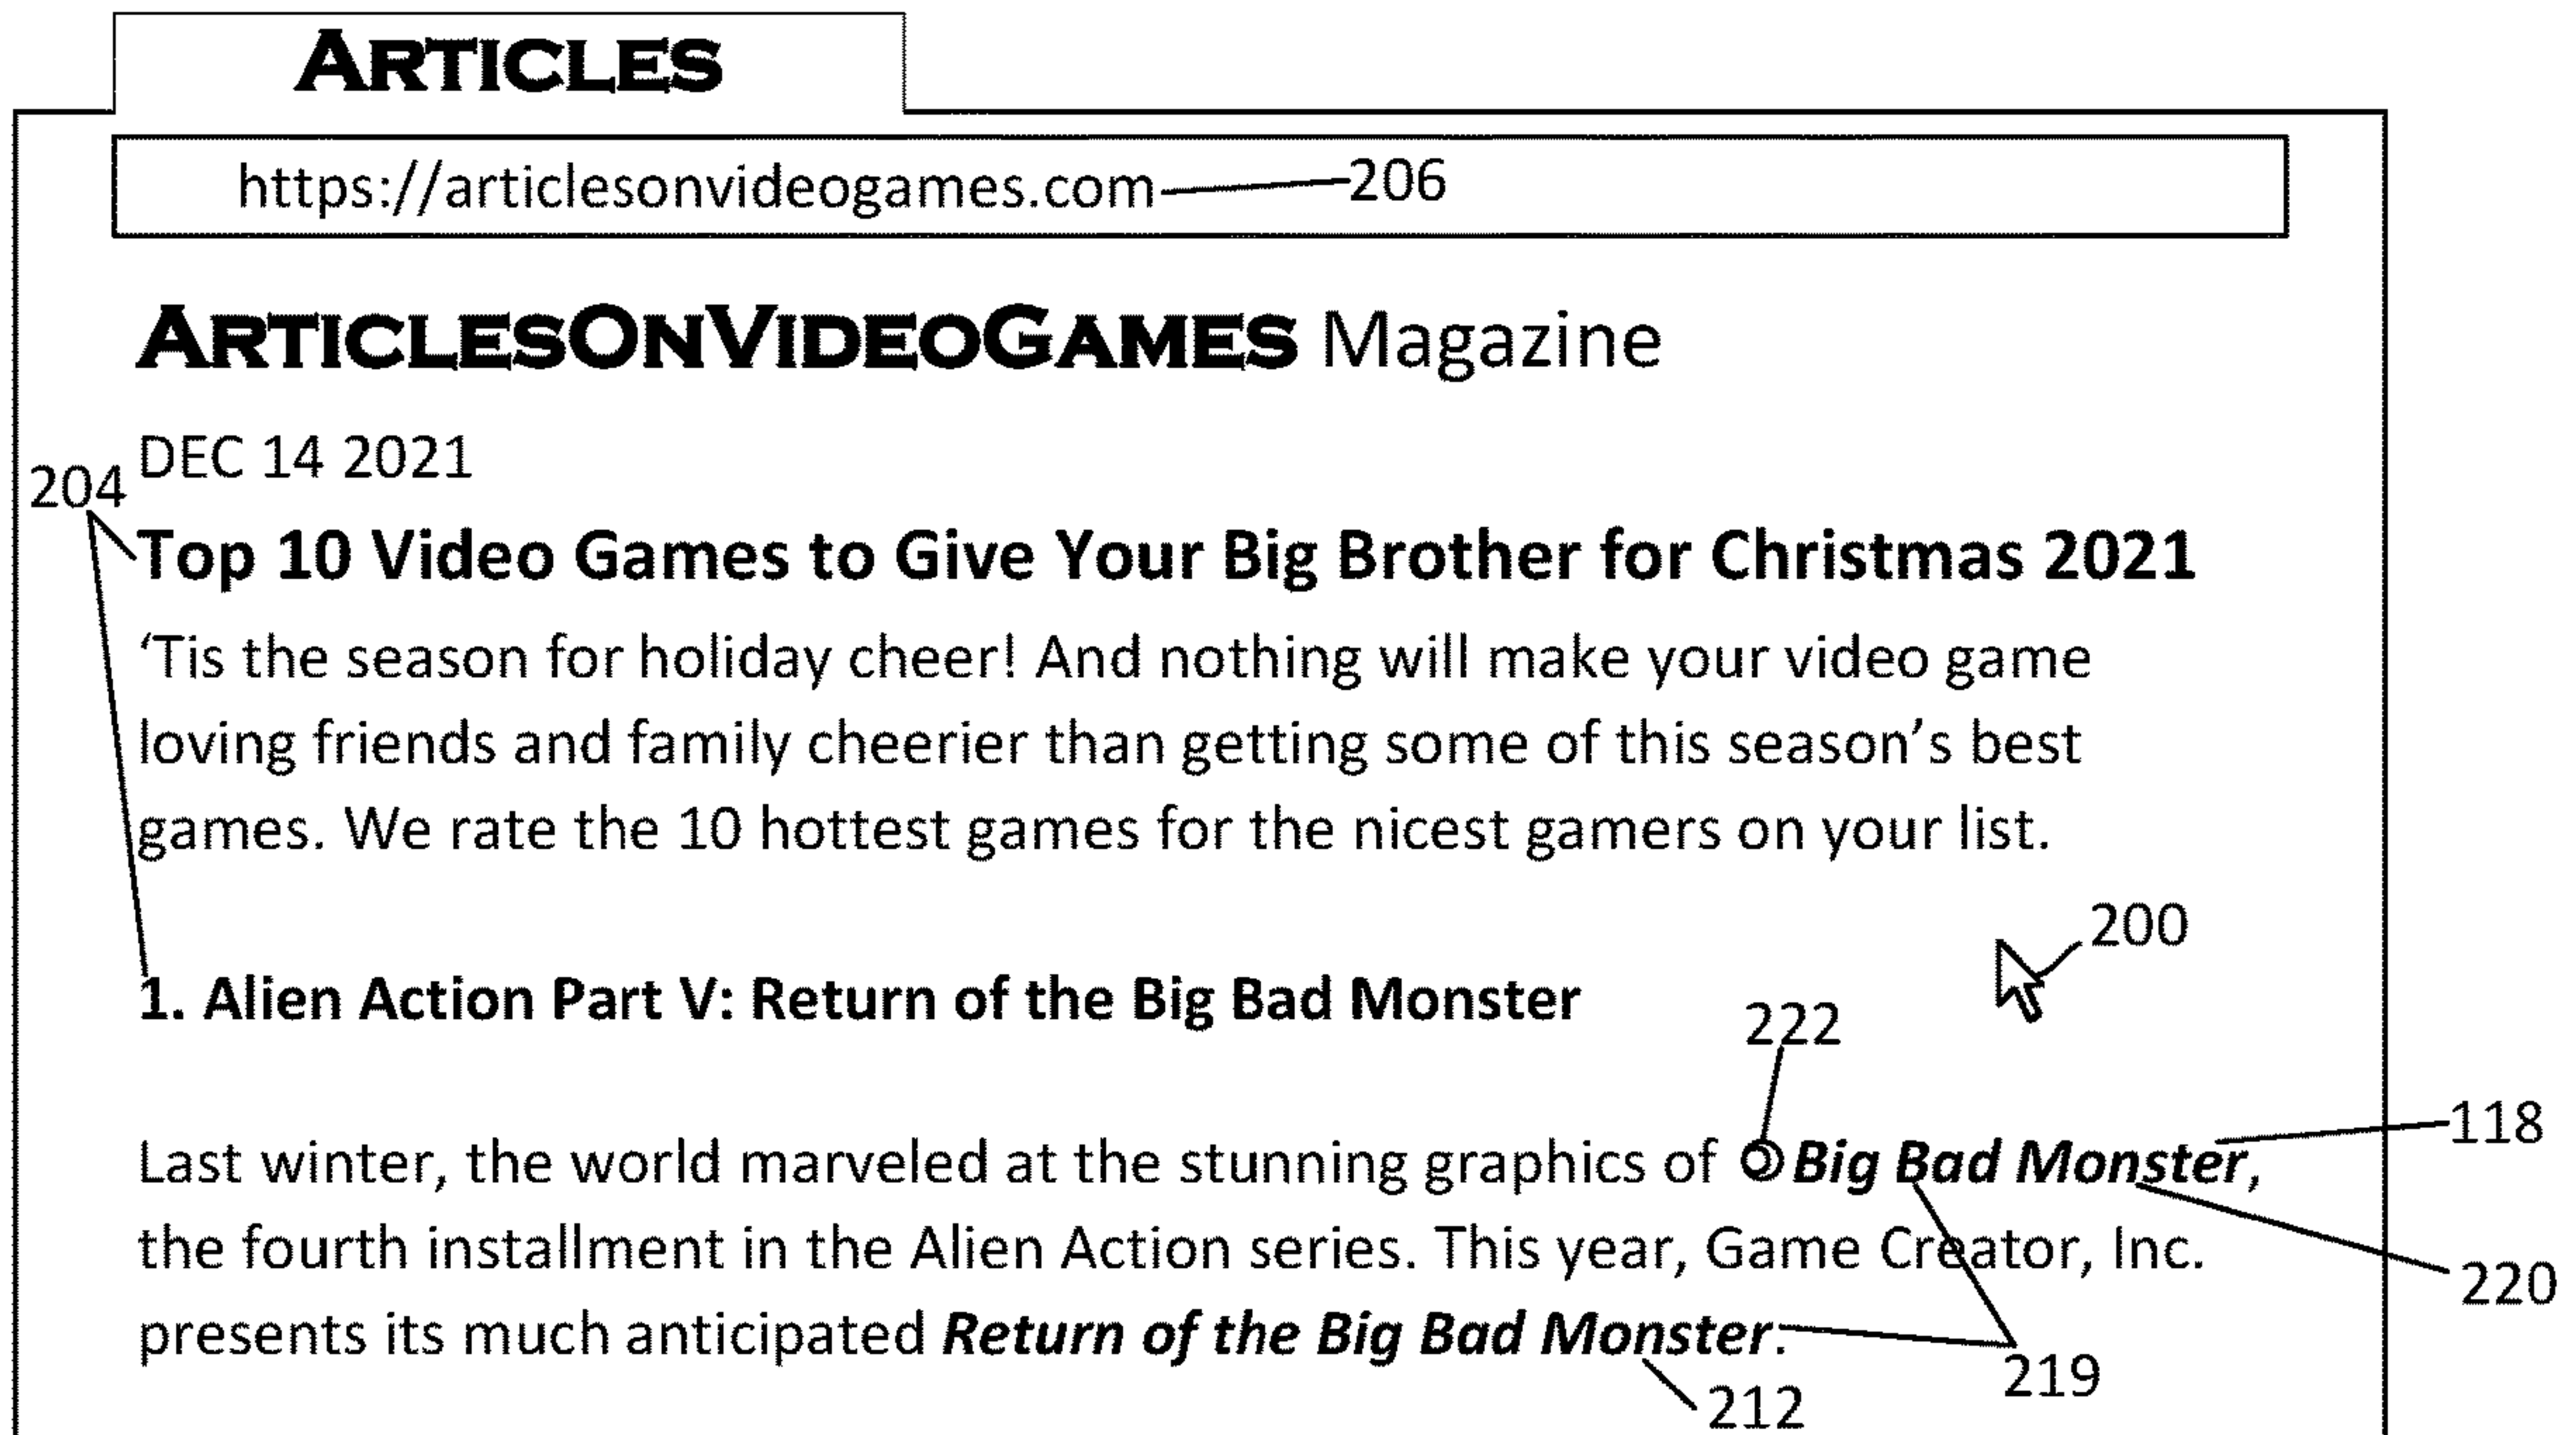 ARTICLES
https://articlesonvideogames.com 206
ARTICLESONVIDEOGAMES Magazine
DEC 14 2021
204
Top 10 Video Games to Give Your Big Brother for Christmas 2021
‘Tis the season for holiday cheer! And nothing will make your video game
loving friends and family cheerier than getting some of this season’s best
games. We rate the 10 hottest games for the nicest gamers on your list.
200
1. Alien Action Part V: Return of the Big Bad Monster
222
118
Last winter, the world marveled at the stunning graphics of Big Bad Monster,
the fourth installment in the Alien Action series. This year, Game Creator, Inc.
220
presents its much anticipated Return of the Big Bad Monster.
219
212